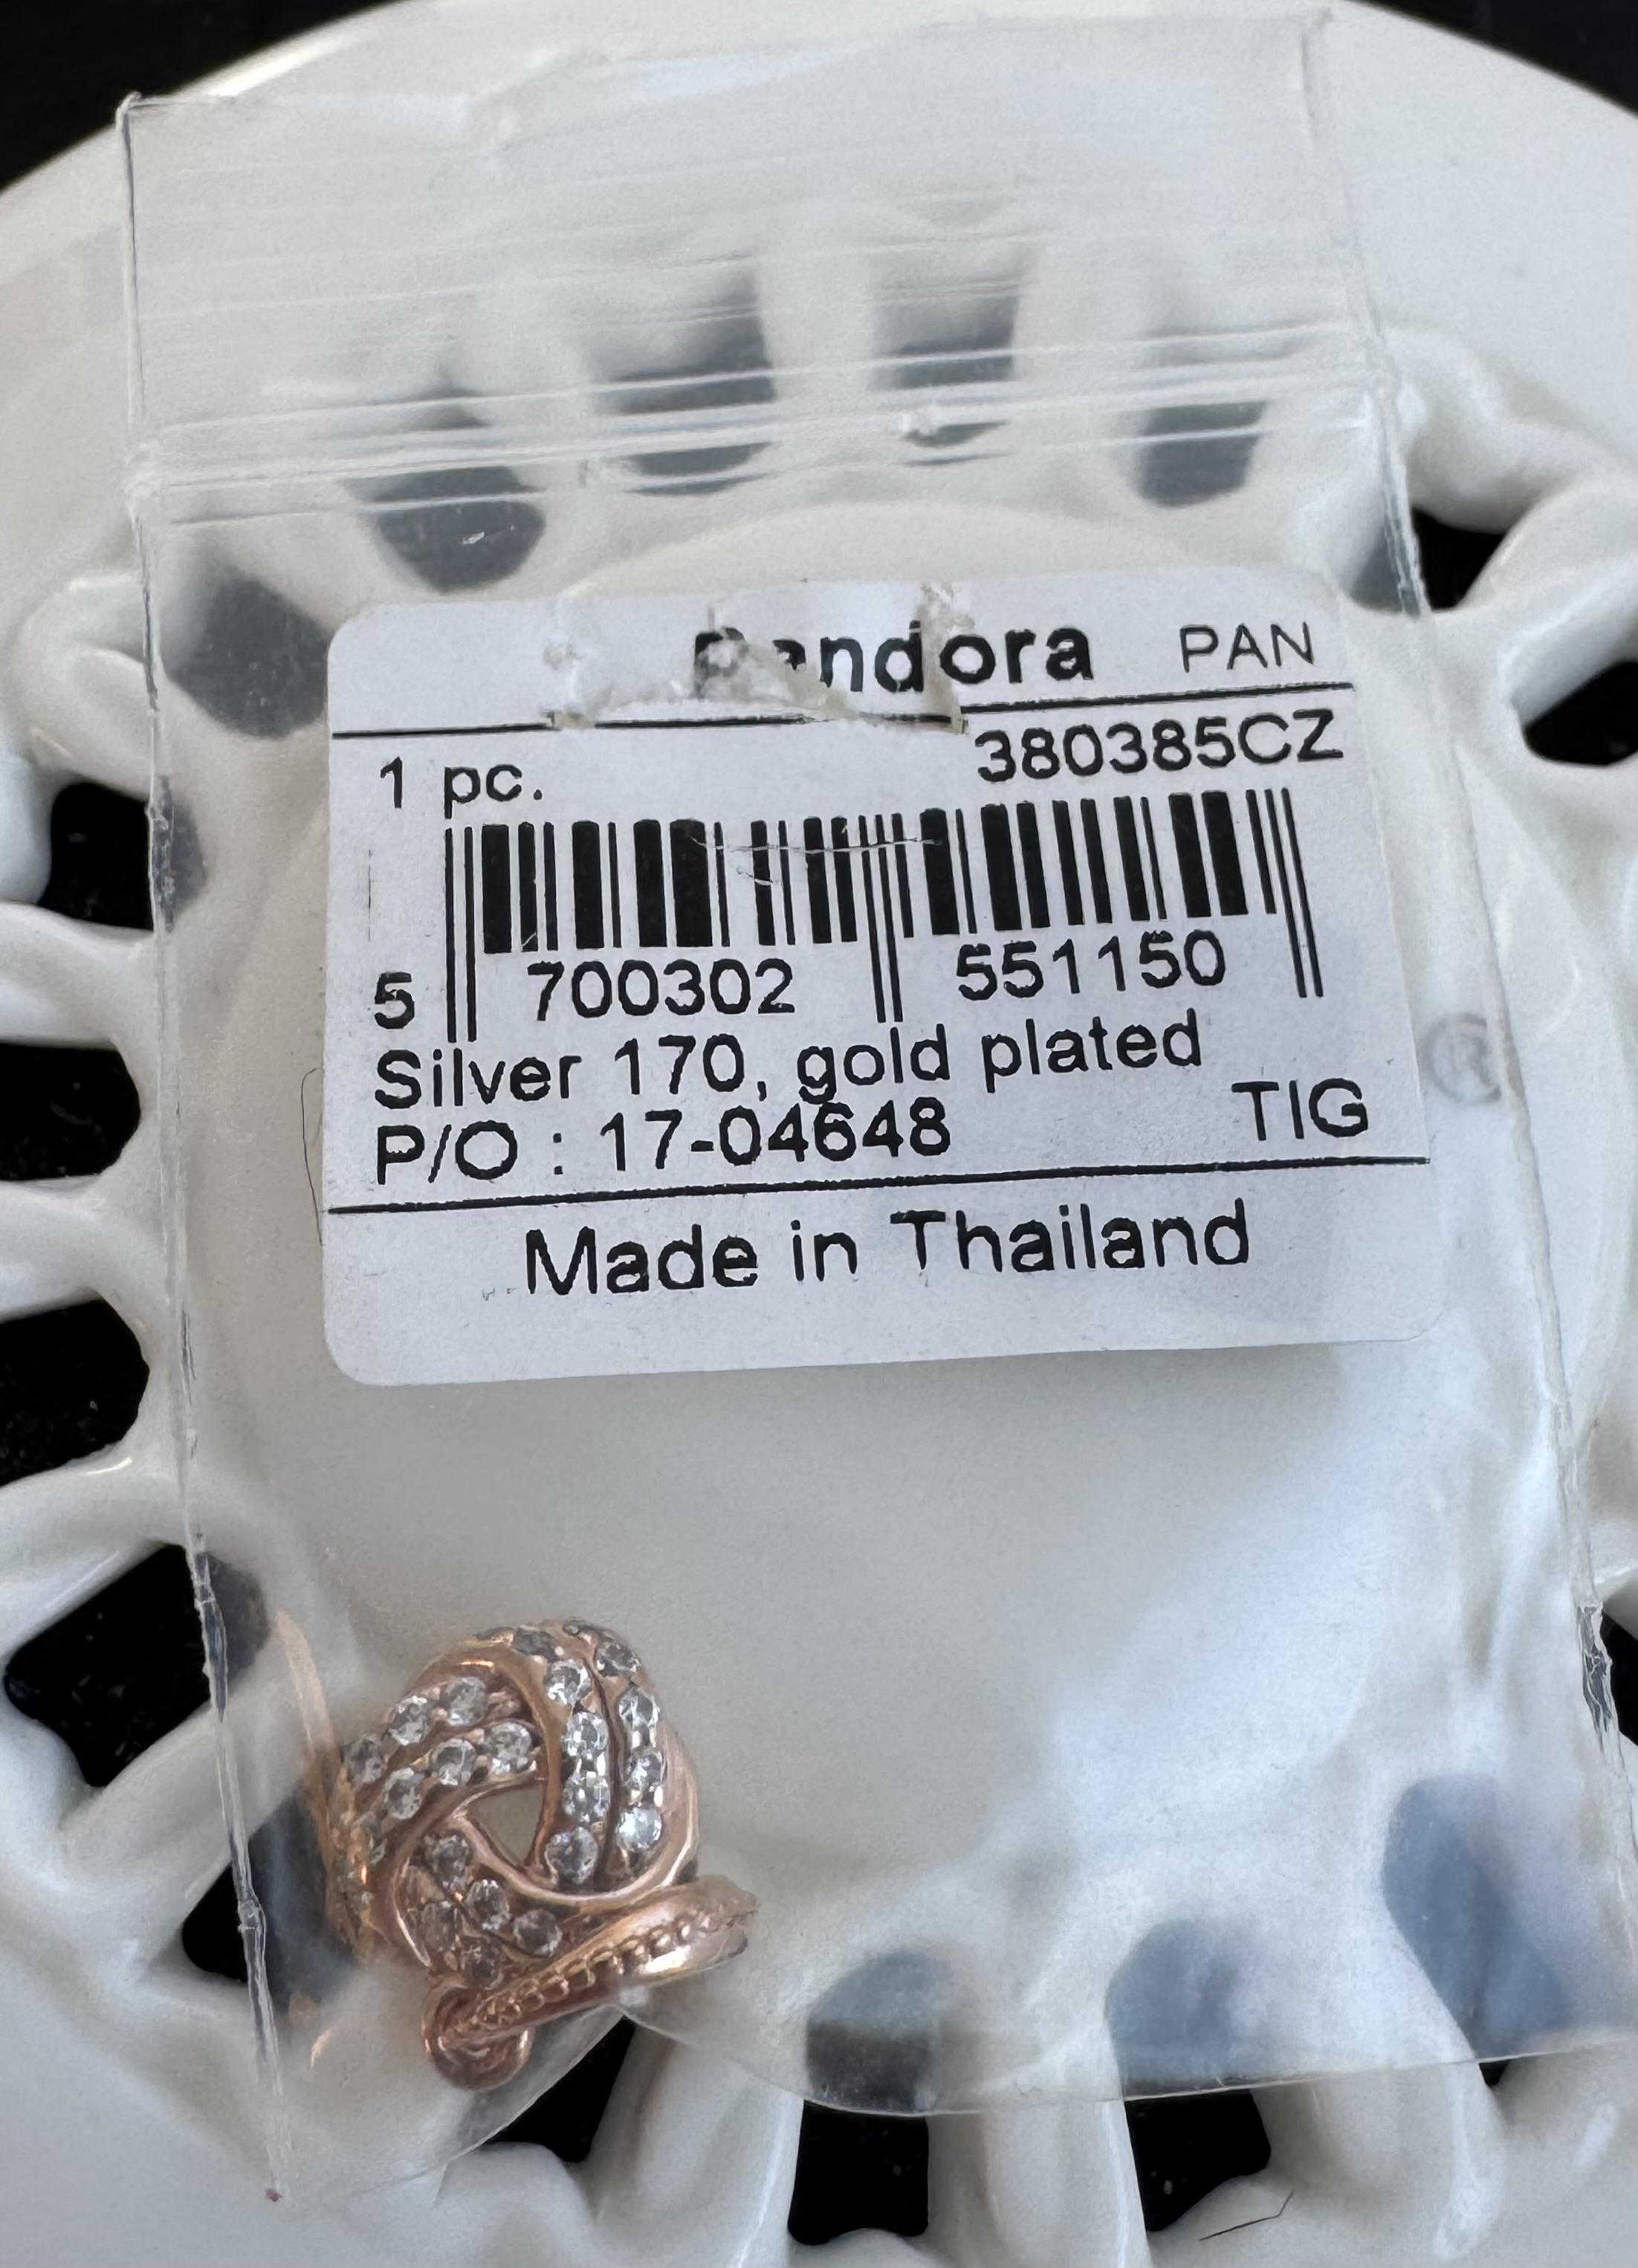 Pandora PAN
1 pc. 380385CZ
5 700302 551150
Silver 170, gold plated
P/O : 17-04648 TIG
Made in Thailand
®